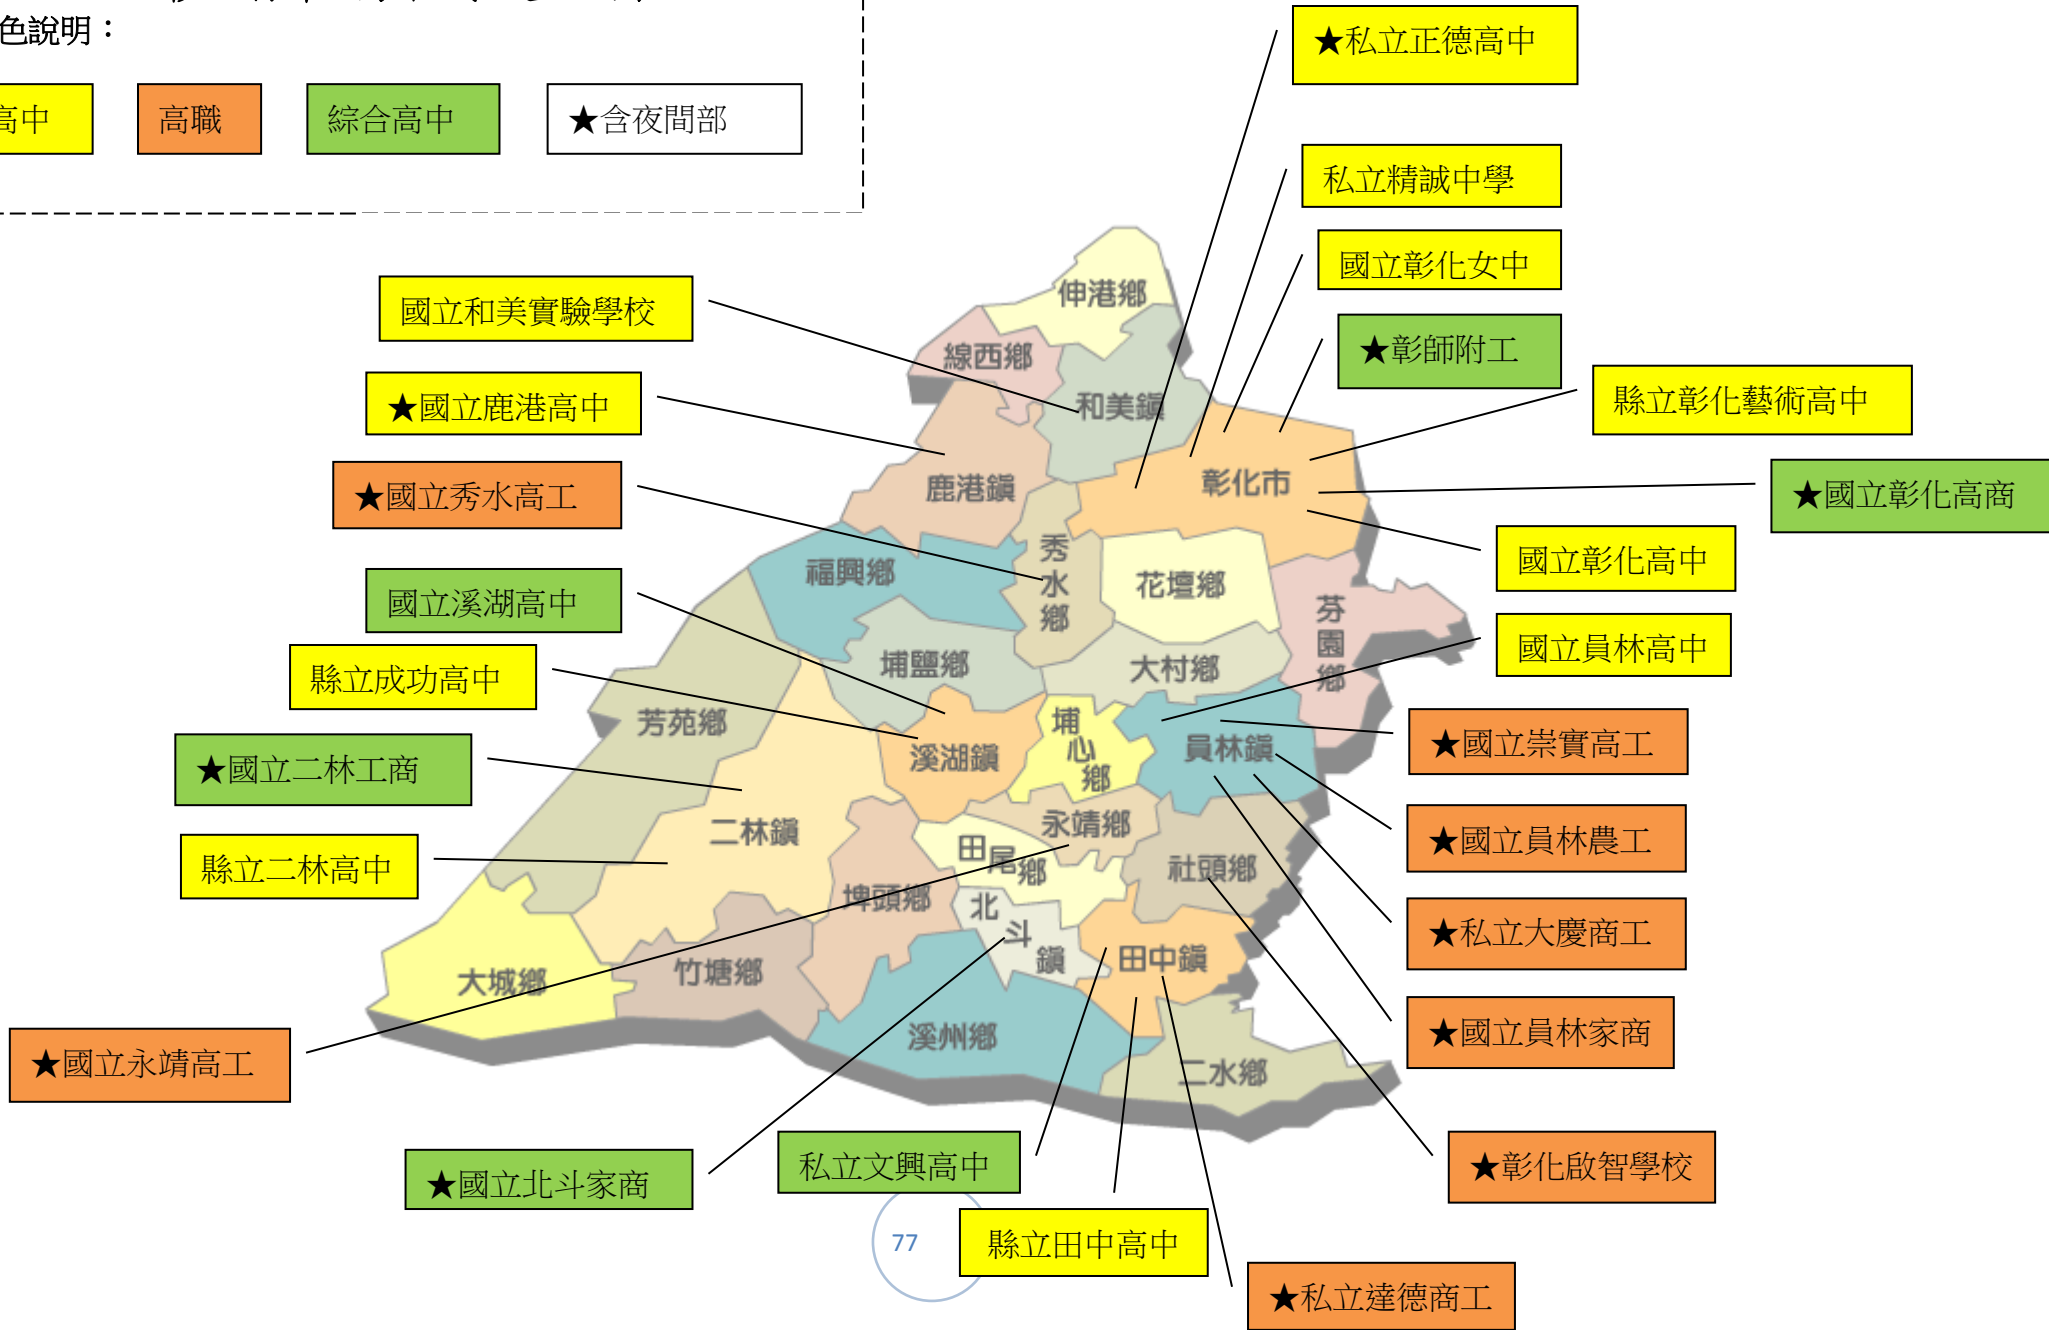 色說明：
高中
高職
綜合高中
★含夜間部
★私立正德高中
私立精誠中學
國立彰化女中
★彰師附工
縣立彰化藝術高中
★國立彰化高商
國立彰化高中
國立員林高中
★國立崇實高工
★國立員林農工
★私立大慶商工
★國立員林家商
★彰化啟智學校
★私立達德商工
縣立田中高中
私立文興高中
★國立北斗家商
★國立永靖高工
縣立二林高中
★國立二林工商
縣立成功高中
國立溪湖高中
★國立秀水高工
★國立鹿港高中
國立和美實驗學校
伸港鄉
線西鄉
和美鎮
鹿港鎮
彰化市
秀水鄉
福興鄉
花壇鄉
芬園鄉
埔鹽鄉
大村鄉
芳苑鄉
溪湖鎮
埔心鄉
員林鎮
二林鎮
永靖鄉
田尾鄉
社頭鄉
埤頭鄉
北斗鎮
田中鎮
大城鄉
竹塘鄉
溪州鄉
二水鄉
77